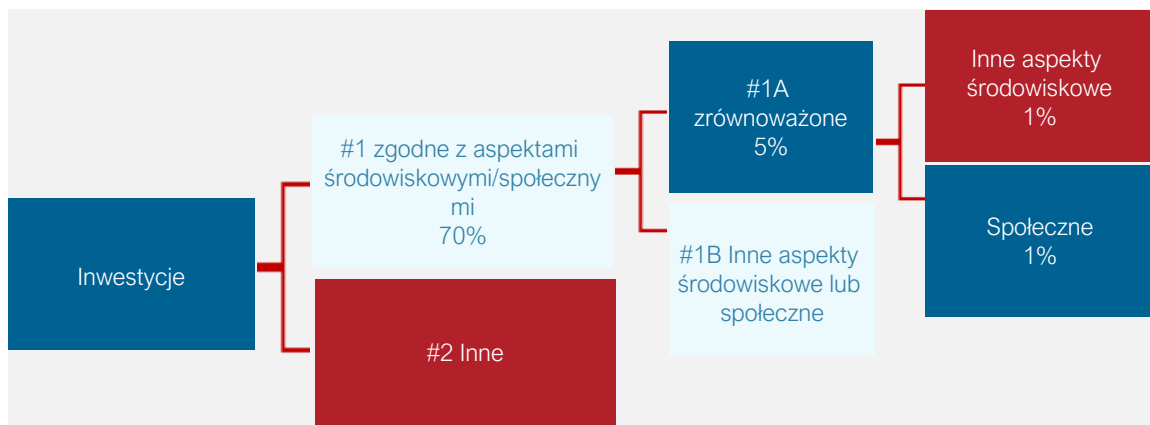 Inwestycje
#1 zgodne z aspektami
środowiskowymi/społeczny
mi
70%
#2 Inne
#1A
zrównoważone
5%
#1B Inne aspekty
środowiskowe lub
społeczne
Inne aspekty
środowiskowe
1%
Społeczne
1%